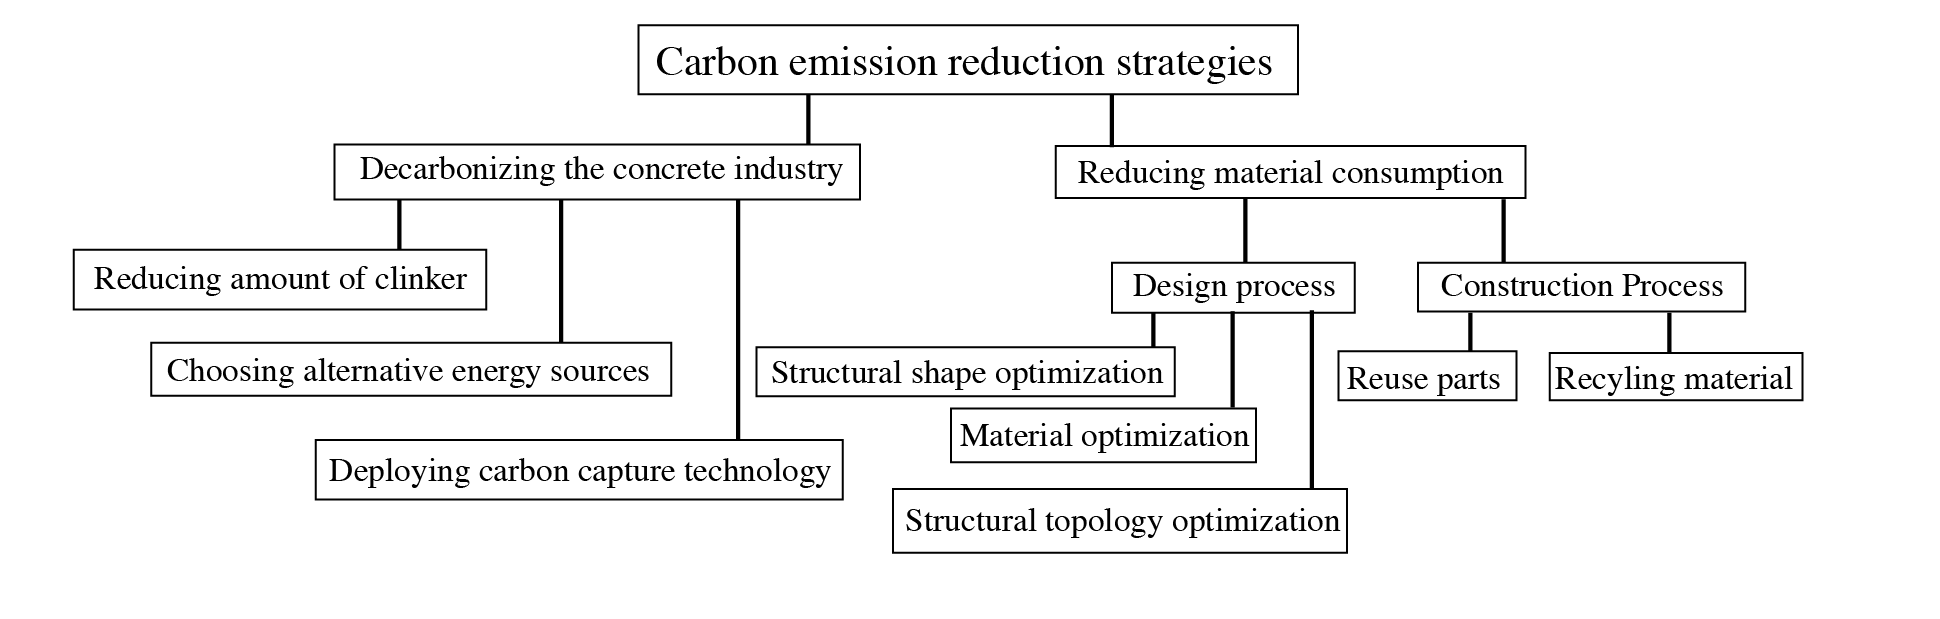 Carbon emission reduction strategies
Decarbonizing the concrete industry
Reducing material consumption
Reducing amount of clinker
Design process
Construction Process
Choosing alternative energy sources
Structural shape optimization
Reuse parts
Recyling material
Material optimization
Deploying carbon capture technology
Structural topology optimization